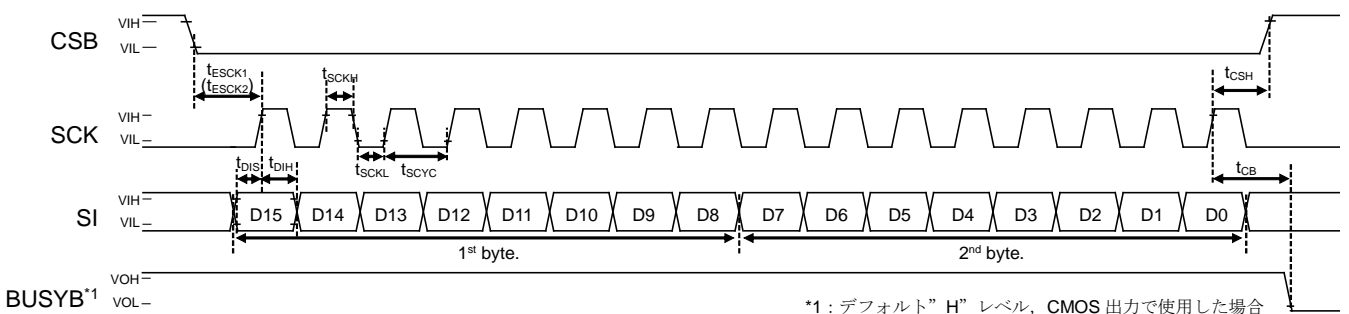 CSB
VIH
VIL
tESCK1
(tESCK2)
tSCKH
tCSH
SCK
VIH
VIL
tDIS
tDIH
tSCKL
tSCYC
tCB
SI
VIH
VIL
D15 D14 D13 D12 D11 D10 D9 D8 D7 D6 D5 D4 D3 D2 D1 D0
1st byte. 2nd byte.
BUSYB*1
VOH
VOL
*1 : デフォルト”H”レベル, CMOS 出力で使用した場合